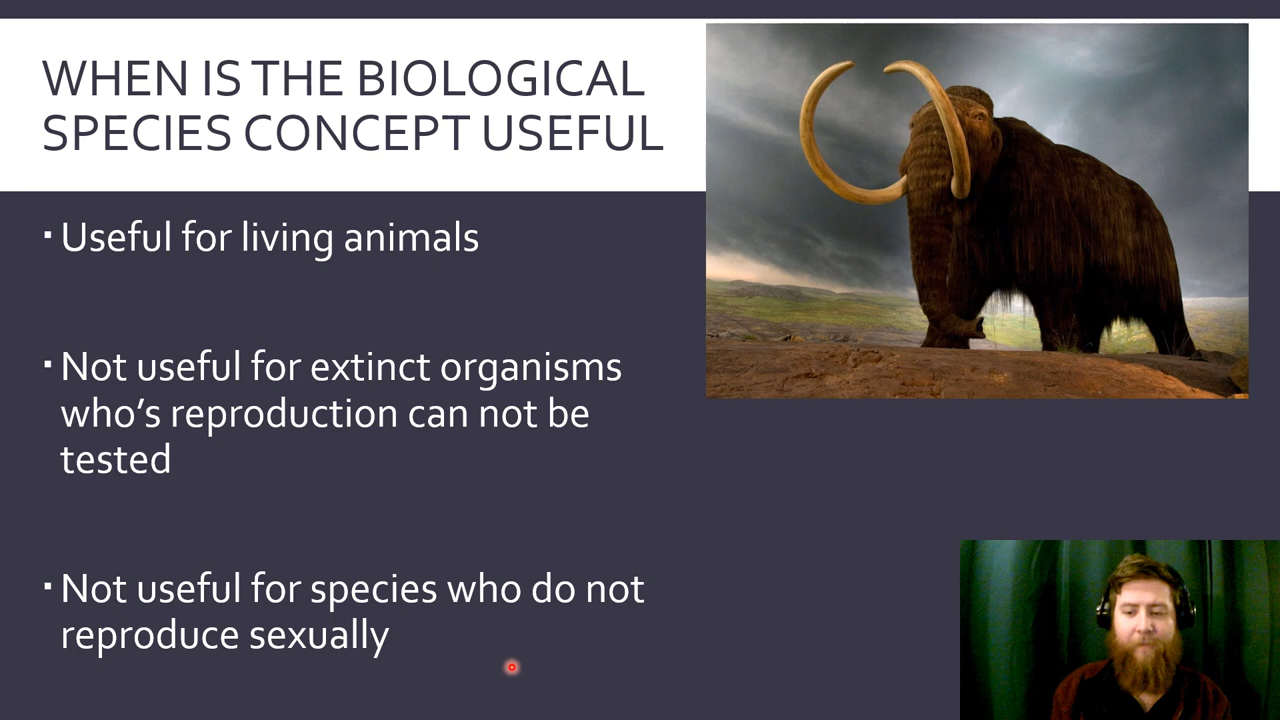 WHEN IS THE BIOLOGICAL
SPECIES CONCEPT USEFUL
▪ Useful for living animals
▪ Not useful for extinct organisms
who’s reproduction can not be
tested
▪ Not useful for species who do not
reproduce sexually